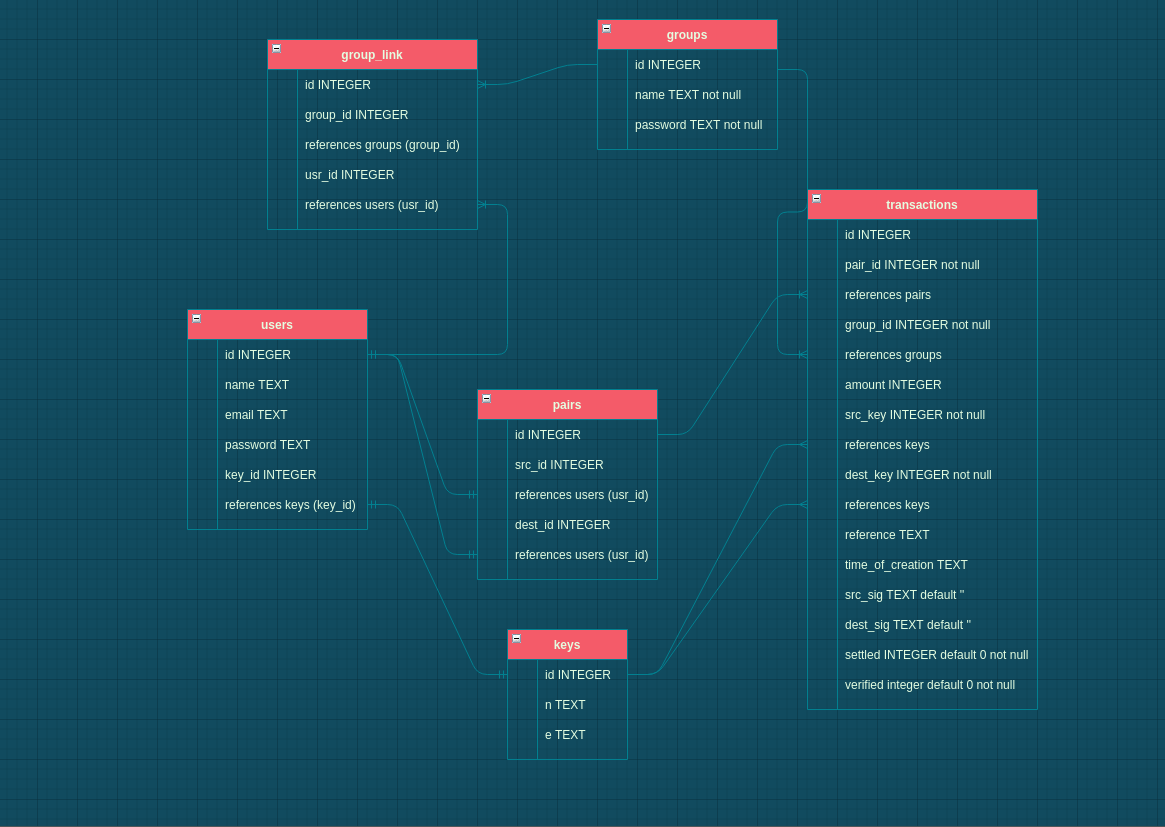 group_link
id INTEGER
group_id INTEGER
references groups (group_id)
usr_id INTEGER
references users (usr_id)
groups
id INTEGER
name TEXT not null
password TEXT not null
transactions
id INTEGER
pair_id INTEGER not null
references pairs
group_id INTEGER not null
references groups
amount INTEGER
src_key INTEGER not null
references keys
dest_key INTEGER not null
references keys
reference TEXT
time_of_creation TEXT
src_sig TEXT default ''
dest_sig TEXT default ''
settled INTEGER default 0 not null
verified integer default 0 not null
users
id INTEGER
name TEXT
email TEXT
password TEXT
key_id INTEGER
references keys (key_id)
pairs
id INTEGER
src_id INTEGER
references users (usr_id)
dest_id INTEGER
references users (usr_id)
keys
id INTEGER
n TEXT
e TEXT